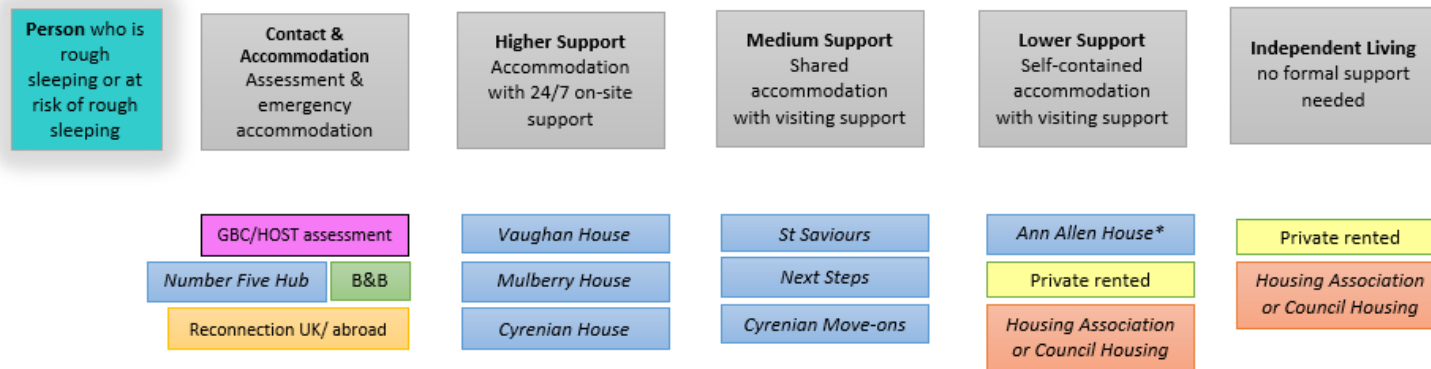 Person who is
rough
sleeping or at
risk of rough
sleeping
Contact &
Accommodation
Assessment &
emergency
accommodation
Higher Support
Accommodation
with 24/7 on-site
support
Medium Support
Shared
accommodation
with visiting support
Lower Support
Self-contained
accommodation
with visiting support
Independent Living
no formal support
needed
GBC/HOST assessment
Number Five Hub
B&B
Reconnection UK/ abroad
Vaughan House
Mulberry House
Cyrenian House
St Saviours
Next Steps
Cyrenian Move-ons
Ann Allen House*
Private rented
Housing Association
or Council Housing
Private rented
Housing Association
or Council Housing